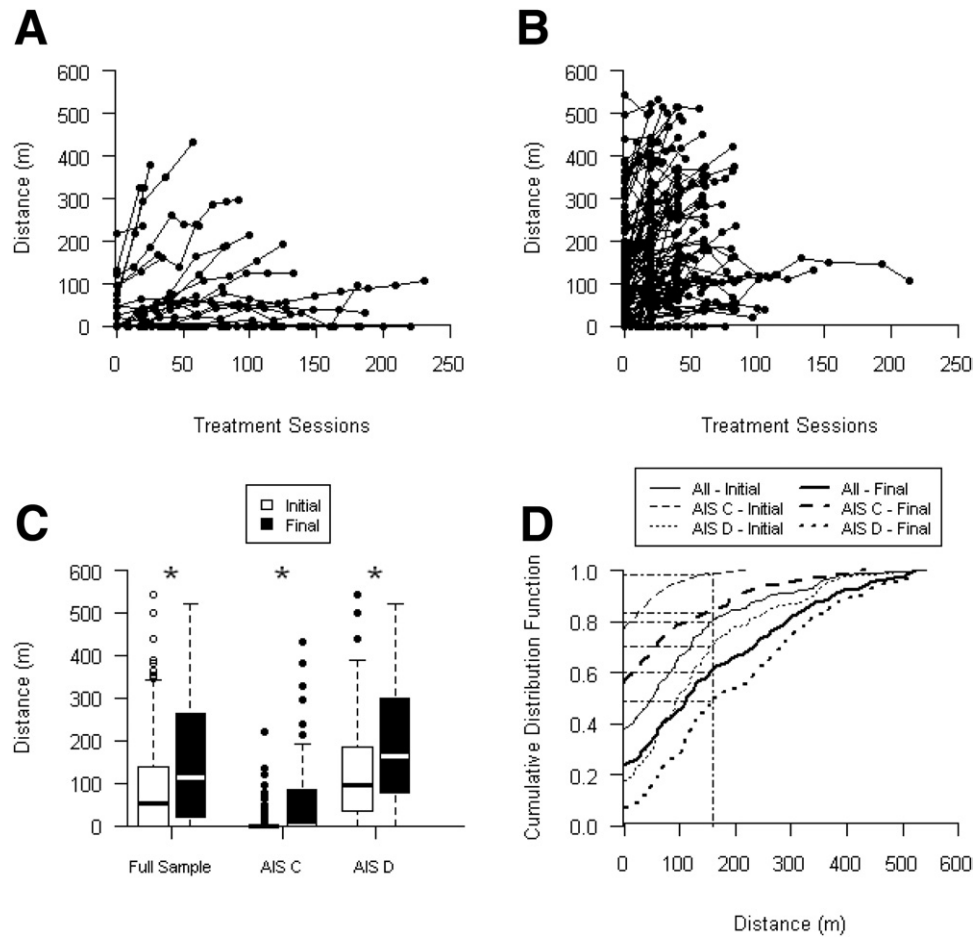 A
600
500
400
300
200
100
0
Distance (m)
0 50 100 150 200 250
Treatment Sessions
B
600
500
400
300
200
100
0
Distance (m)
0 50 100 150 200 250
Treatment Sessions
C
Initial
Final
600
500
400
300
200
100
0
Distance (m)
* * *
Full Sample AIS C AIS D
D
All - Initial All - Final
AIS C - Initial AIS C - Final
AIS D - Initial AIS D - Final
1.0
0.8
0.6
0.4
0.2
0.0
Cumulative Distribution Function
0 100 200 300 400 500 600
Distance (m)